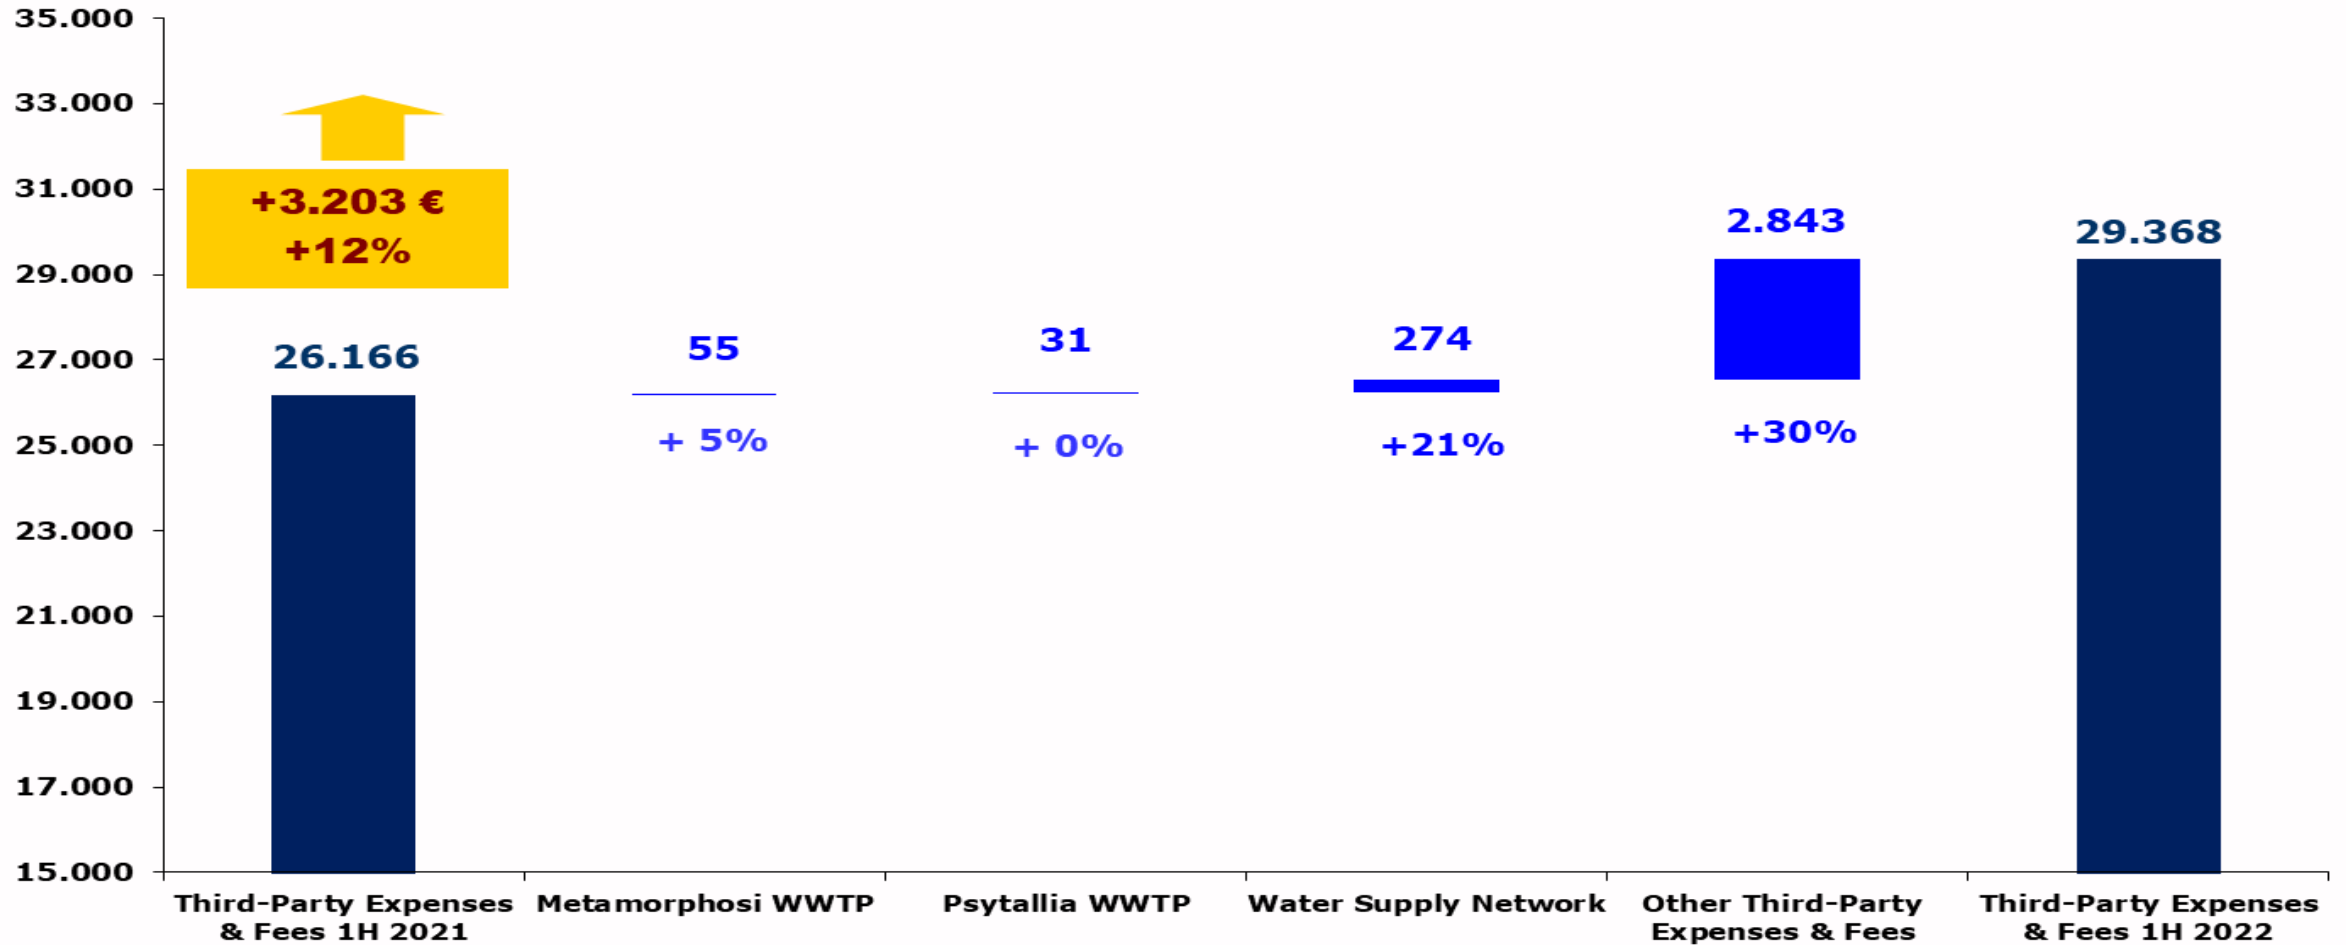 35.000
33.000
31.000
29.000
27.000
25.000
23.000
21.000
19.000
17.000
15.000
+3.203 €
+12%
26.166
55
+ 5%
31
+ 0%
274
+21%
2.843
+30%
29.368
Third-Party Expenses
& Fees 1H 2021
Metamorphosi WWTP
Psytallia WWTP
Water Supply Network
Other Third-Party
Expenses & Fees
Third-Party Expenses
& Fees 1H 2022